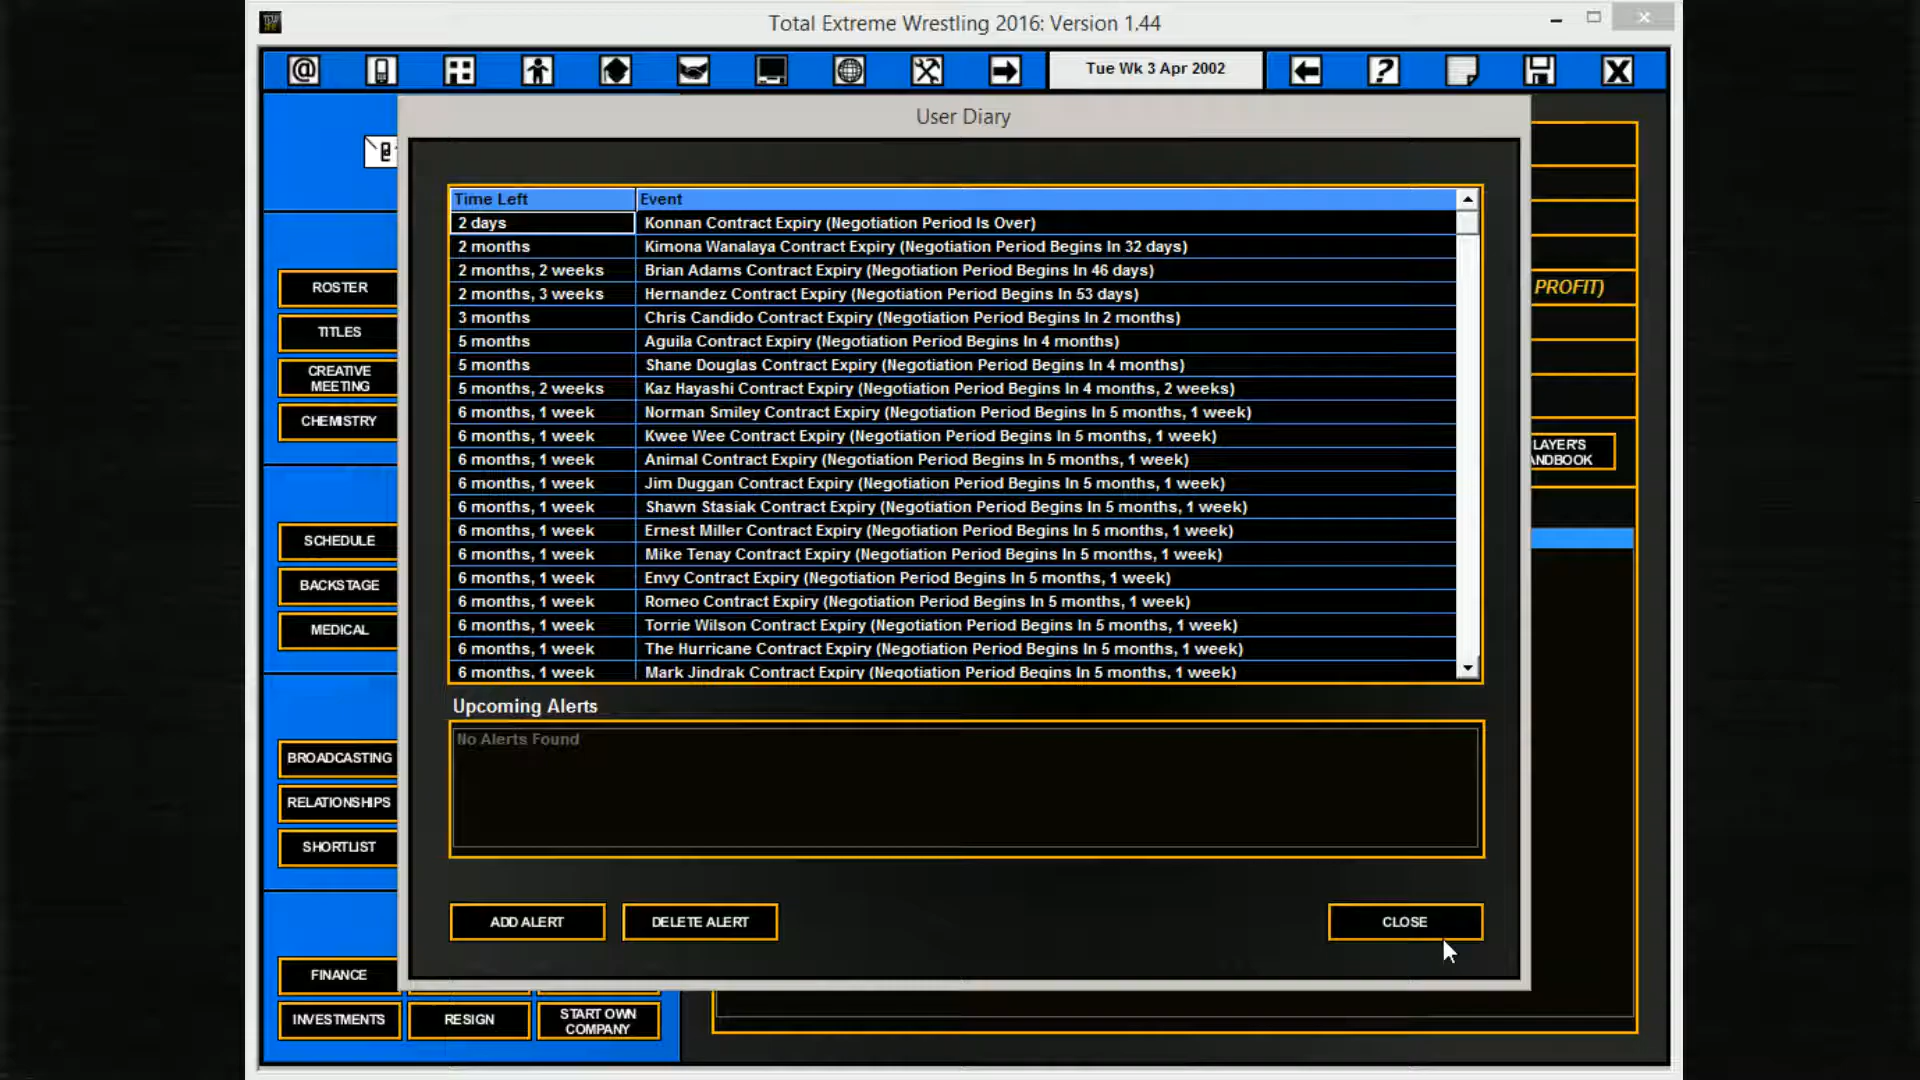 Total Extreme Wrestling 2016: Version 1.44
Tue Wk 3 Apr 2002
User Diary
Time Left Event
2 days Konnan Contract Expiry (Negotiation Period Is Over)
2 months Kimona Wanalaya Contract Expiry (Negotiation Period Begins In 32 days)
2 months, 2 weeks Brian Adams Contract Expiry (Negotiation Period Begins In 46 days)
2 months, 3 weeks Hernandez Contract Expiry (Negotiation Period Begins In 53 days)
3 months Chris Candido Contract Expiry (Negotiation Period Begins In 2 months)
5 months Aguila Contract Expiry (Negotiation Period Begins In 4 months)
5 months Shane Douglas Contract Expiry (Negotiation Period Begins In 4 months)
5 months, 2 weeks Kaz Hayashi Contract Expiry (Negotiation Period Begins In 4 months, 2 weeks)
6 months, 1 week Norman Smiley Contract Expiry (Negotiation Period Begins In 5 months, 1 week)
6 months, 1 week Kwee Wee Contract Expiry (Negotiation Period Begins In 5 months, 1 week)
6 months, 1 week Animal Contract Expiry (Negotiation Period Begins In 5 months, 1 week)
6 months, 1 week Jim Duggan Contract Expiry (Negotiation Period Begins In 5 months, 1 week)
6 months, 1 week Shawn Stasiak Contract Expiry (Negotiation Period Begins In 5 months, 1 week)
6 months, 1 week Ernest Miller Contract Expiry (Negotiation Period Begins In 5 months, 1 week)
6 months, 1 week Mike Tenay Contract Expiry (Negotiation Period Begins In 5 months, 1 week)
6 months, 1 week Envy Contract Expiry (Negotiation Period Begins In 5 months, 1 week)
6 months, 1 week Romeo Contract Expiry (Negotiation Period Begins In 5 months, 1 week)
6 months, 1 week Torrie Wilson Contract Expiry (Negotiation Period Begins In 5 months, 1 week)
6 months, 1 week The Hurricane Contract Expiry (Negotiation Period Begins In 5 months, 1 week)
6 months, 1 week Mark Jindrak Contract Expiry (Negotiation Period Begins In 5 months, 1 week)
Upcoming Alerts
No Alerts Found
ADD ALERT
DELETE ALERT
CLOSE
ROSTER
TITLES
CREATIVE
MEETING
CHEMISTRY
SCHEDULE
BACKSTAGE
MEDICAL
BROADCASTING
RELATIONSHIPS
SHORTLIST
FINANCE
INVESTMENTS
RESIGN
START OWN
COMPANY
PROFIT)
LAYER'S
ANDBOOK